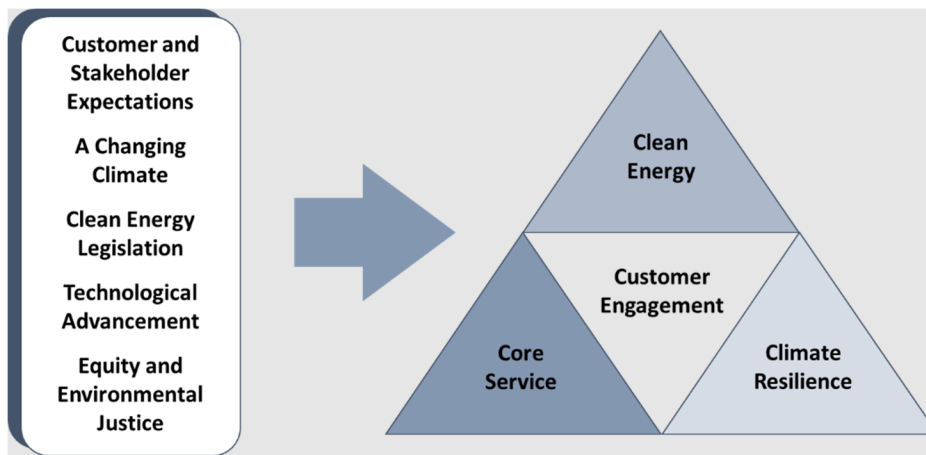 Customer and
Stakeholder
Expectations
A Changing
Climate
Clean Energy
Legislation
Technological
Advancement
Equity and
Environmental
Justice
Clean
Energy
Customer
Engagement
Core
Service
Climate
Resilience